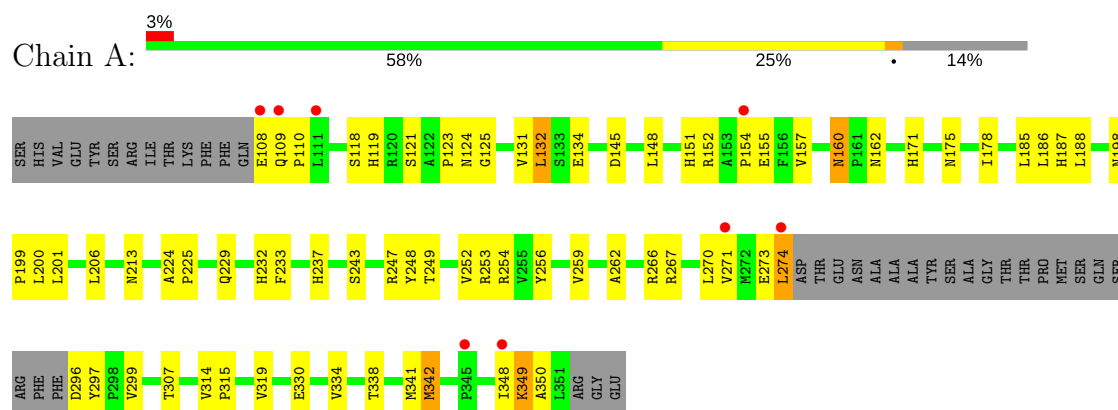 3%
Chain A:
58% 25% • 14%
SER HIS VAL GLU TYR SER ARG ILE THR LYS PHE PHE GLN E108 Q109 P110 L111 S118 H119 R120 S121 A122 P123 N124 G125 V131 L132 S133 E134 D145 L148 H151 R152 A153 P154 E155 F156 V157 N160 P161 N162 H171 N175 I178 L185 L186 H187 L188
P199 L200 L201 L206 N213 A224 P225 Q229 H232 F233 H237 S243 R247 Y248 T249 V252 R253 R254 V255 Y256 V259 A262 R266 R267 L270 V271 M272 E273 L274 ASP THR GLU ASN ALA ALA ALA TYR SER ALA GLY THR THR PRO MET SER GLN SER
ARG PHE PHE D296 Y297 P298 V299 T307 V314 P315 V319 E330 V334 T338 M341 M342 P345 I348 K349 A350 L351 ARG GLY GLU